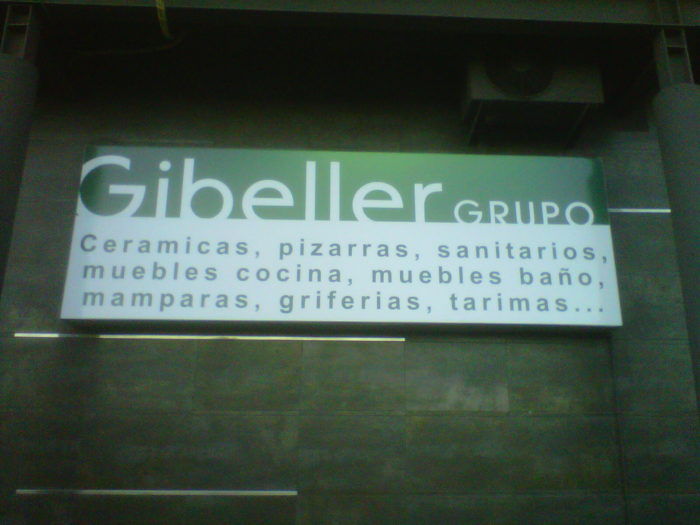 Gibeller GRUPO
Ceramicas, pizarras, sanitarios,
muebles cocina, muebles baño,
mamparas, griferias, tarimas...